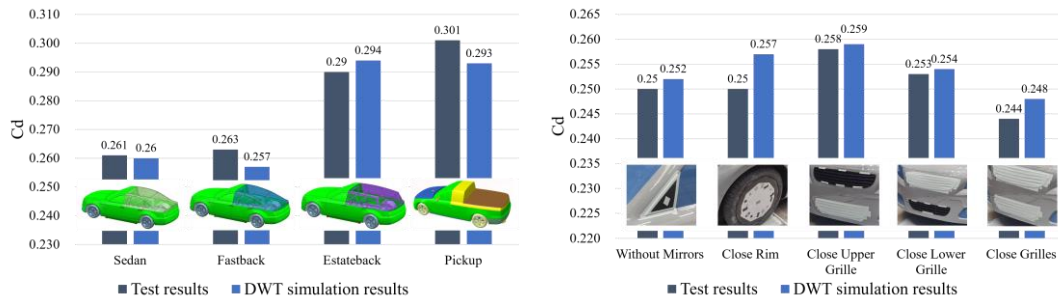 0.310
0.300
0.290
0.280
0.270
0.260
0.250
0.240
0.230
Cd
0.261
0.26
0.263
0.257
0.29
0.294
0.301
0.293
Sedan
Fastback
Estateback
Pickup
Test results
DWT simulation results
0.265
0.260
0.255
0.250
0.245
0.240
0.235
0.230
0.225
0.220
Cd
0.25
0.252
0.25
0.257
0.258
0.259
0.253
0.254
0.244
0.248
Without Mirrors
Close Rim
Close Upper
Grille
Close Lower
Grille
Close Grilles
Test results
DWT simulation results